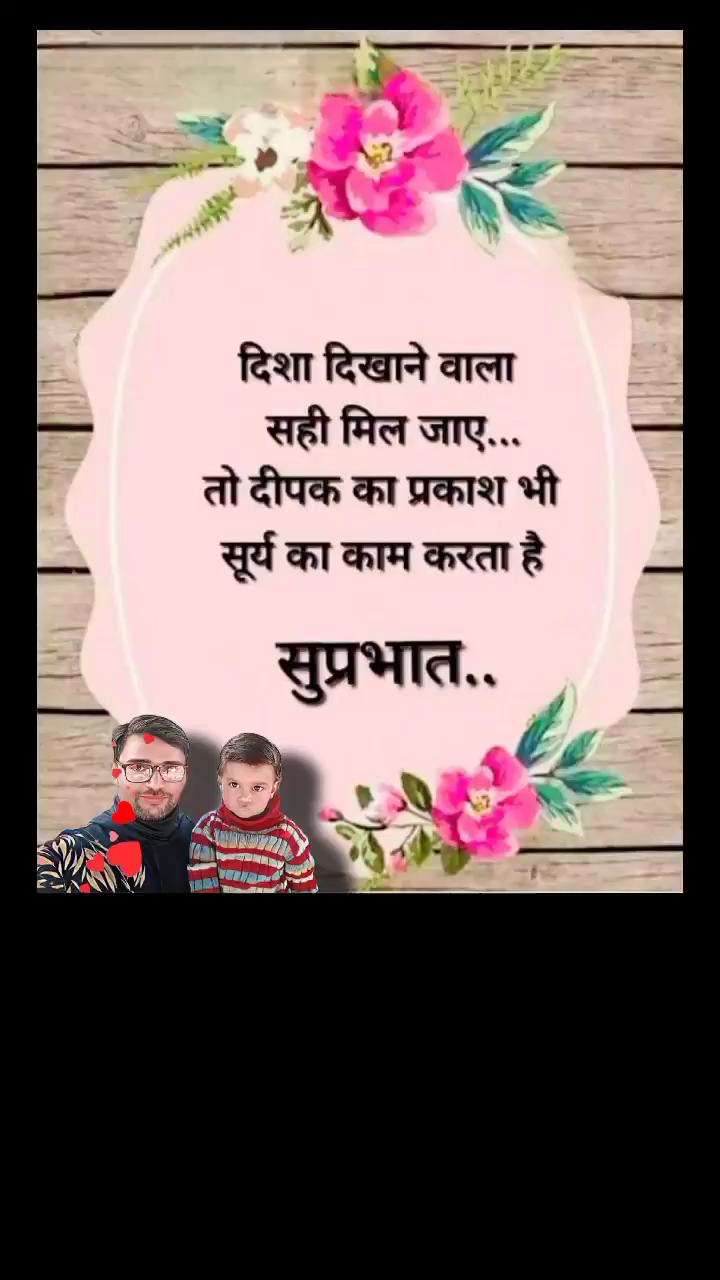 दिशा दिखाने वाला
सही मिल जाए...
तो दीपक का प्रकाश भी
सूर्य का काम करता है
सुप्रभात..